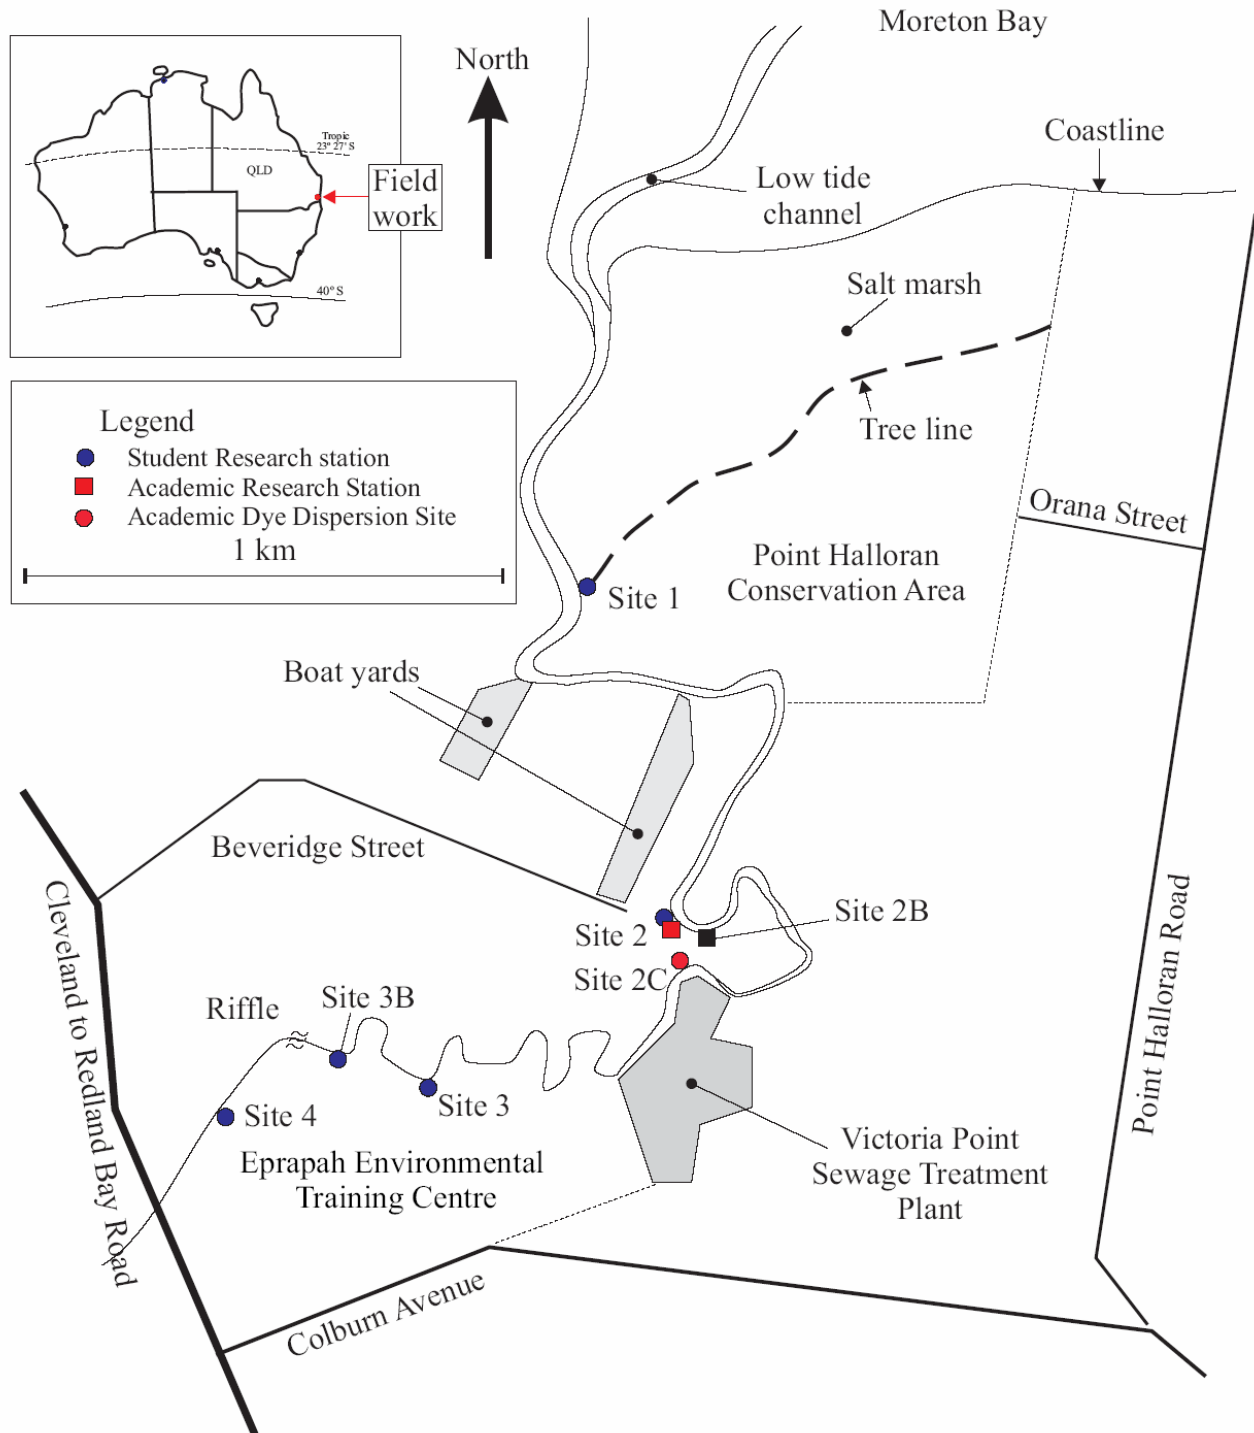 Moreton Bay
North
Coastline
Tropic
23° 27' S
QLD
Field
work
40° S
Low tide
channel
Salt marsh
Tree line
Legend
Student Research station
Academic Research Station
Academic Dye Dispersion Site
1 km
Orana Street
Point Halloran
Conservation Area
Site 1
Boat yards
Beveridge Street
Cleveland to Redland Bay Road
Site 2
Site 2B
Site 2C
Point Halloran Road
Riffle
Site 3B
Site 3
Site 4
Eprapah Environmental
Training Centre
Victoria Point
Sewage Treatment
Plant
Colburn Avenue